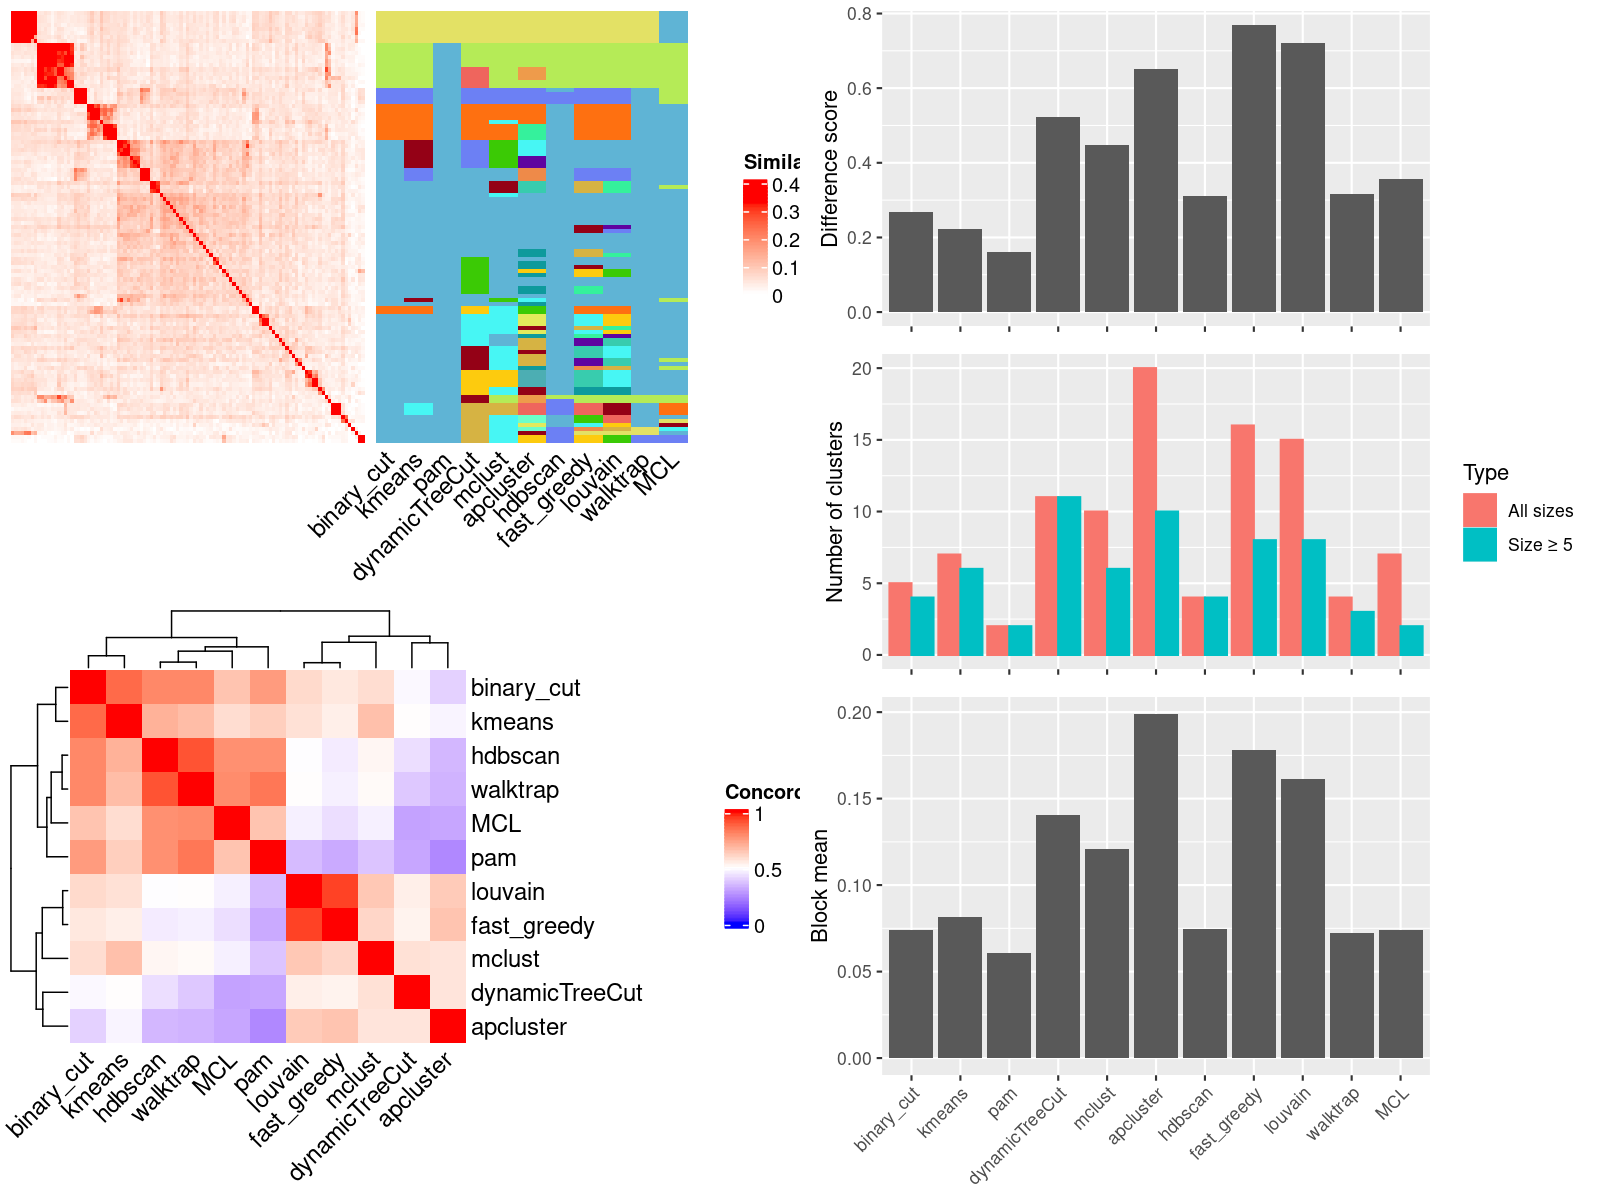 Simila
0.4
0.3
0.2
0.1
0
binary_cut
kmeans
pam
dynamicTreeCut
mclust
apcluster
hdbscan
fast_greedy
louvain
walktrap
MCL
binary_cut
kmeans
hdbscan
walktrap
MCL
pam
louvain
fast_greedy
mclust
dynamicTreeCut
apcluster
binary_cut
kmeans
hdbscan
walktrap
MCL
pam
louvain
fast_greedy
mclust
dynamicTreeCut
apcluster
Concord
1
0.5
0
Difference score
0.8
0.6
0.4
0.2
0.0
Number of clusters
20
15
10
5
0
Type
All sizes
Size ≥ 5
Block mean
0.20
0.15
0.10
0.05
0.00
binary_cut
kmeans
pam
dynamicTreeCut
mclust
apcluster
hdbscan
fast_greedy
louvain
walktrap
MCL